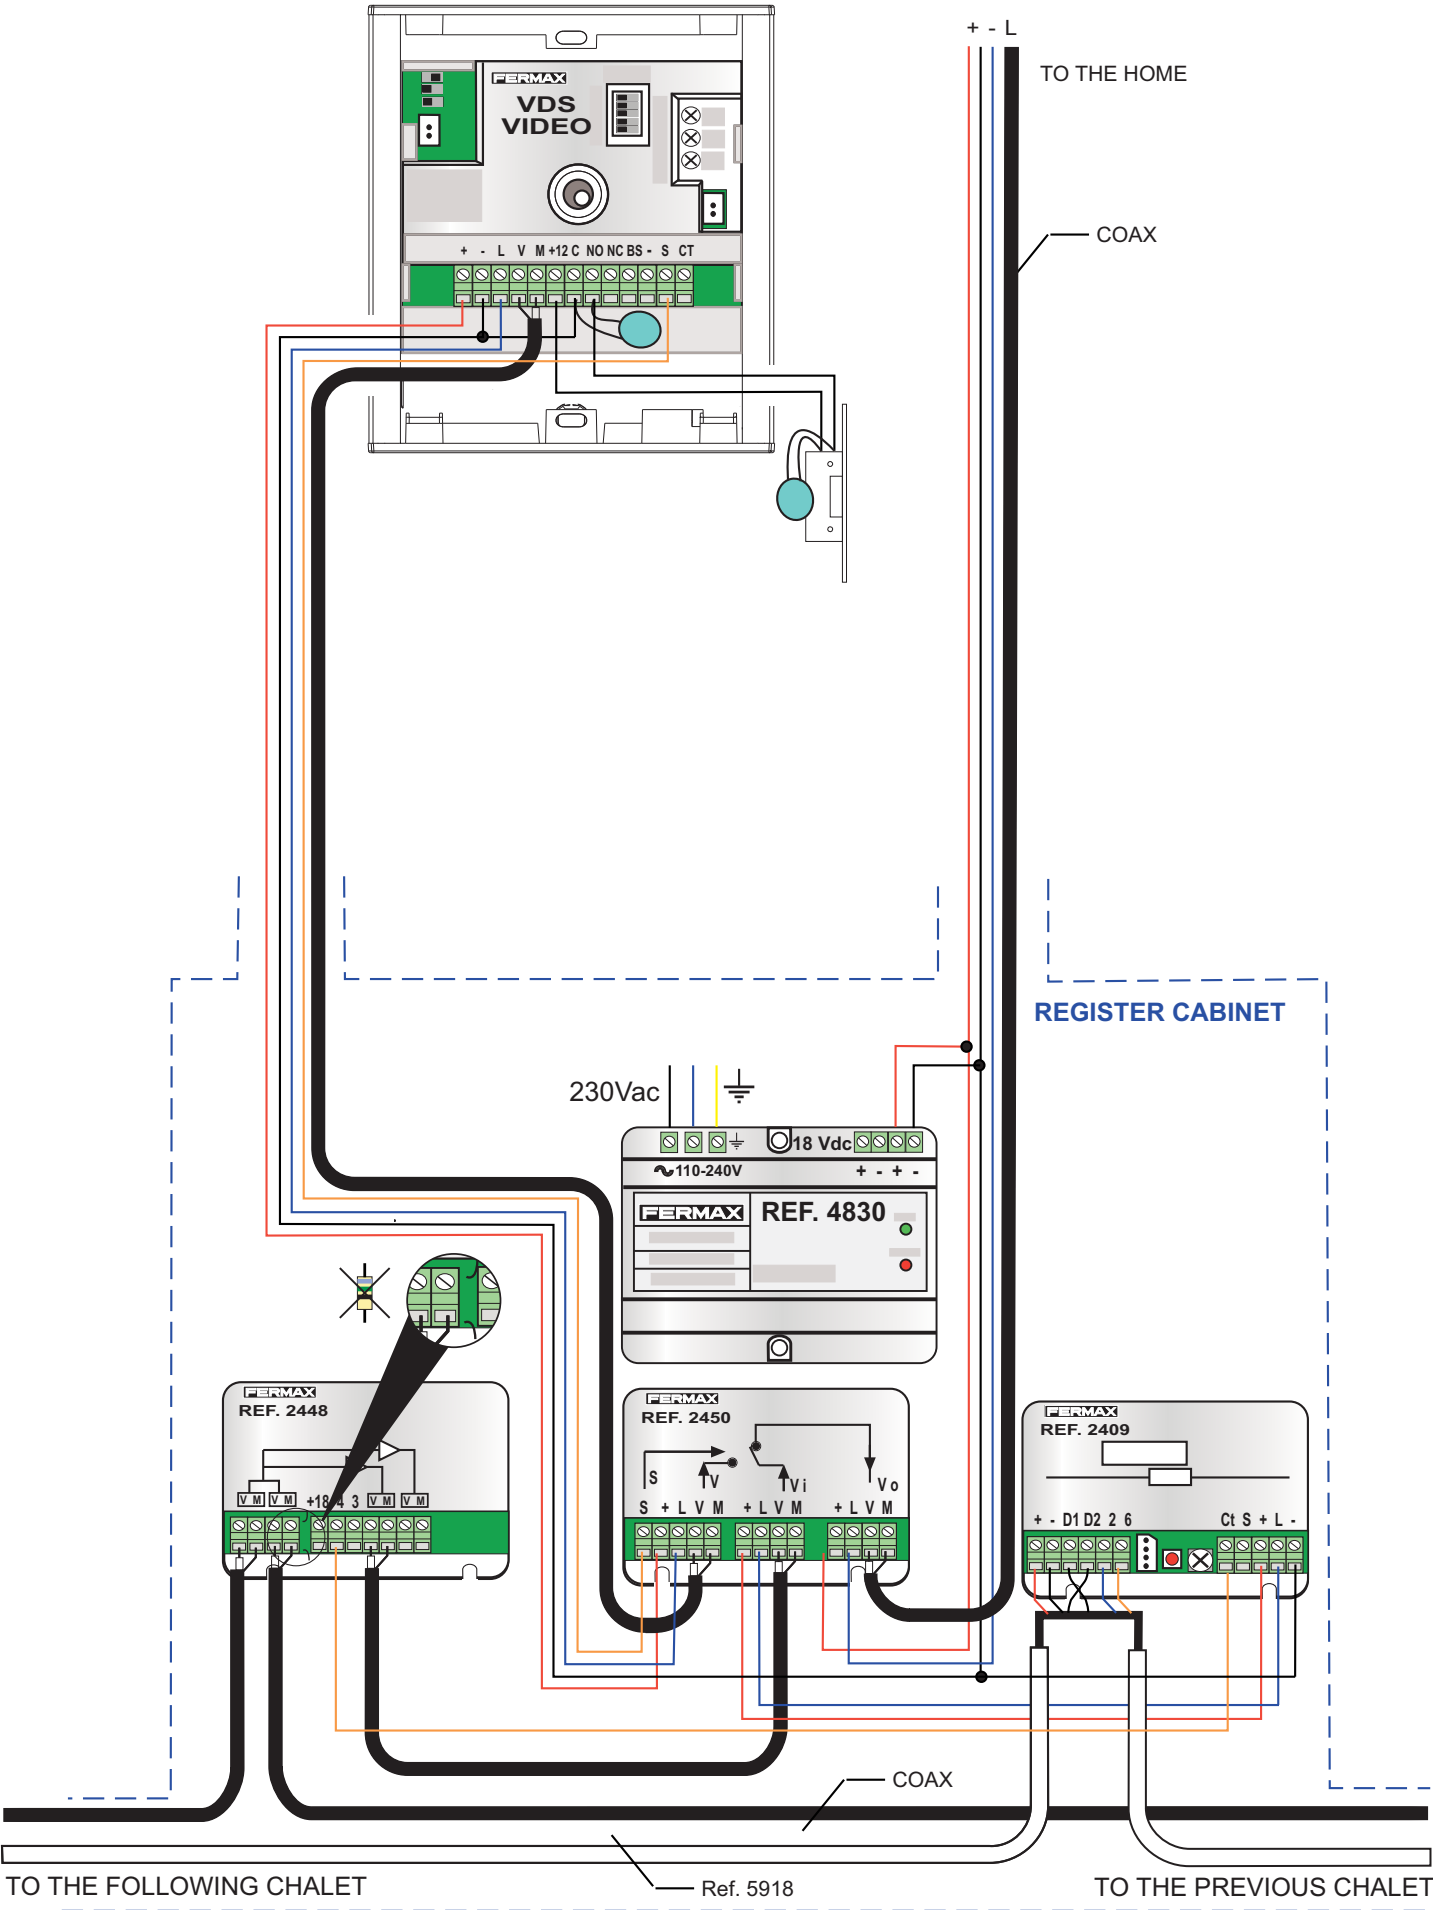 + - L
TO THE HOME
FERMAX
VDS
VIDEO
COAX
+ - L V M +12 C NO NC BS - S CT
REGISTER CABINET
230Vac
18 Vdc
110-240V
+ - + -
FERMAX
REF. 4830
FERMAX
REF. 2448
V M V M +18 4 3 V M V M
FERMAX
REF. 2450
S V Vi Vo
S + L V M + L V M + L V M
FERMAX
REF. 2409
+ - D1 D2 2 6 Ct S + L -
COAX
TO THE FOLLOWING CHALET
Ref. 5918
TO THE PREVIOUS CHALET